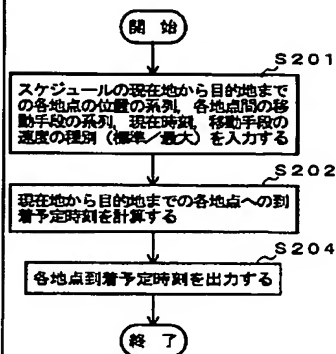 開 始
S201
スケジュールの現在地から目的地まで
の各地点の位置の系列,各地点間の移
動手段の系列,現在時刻,移動手段の
速度の種別(標準/最大)を入力する
S202
現在地から目的地までの各地点への到
着予定時刻を計算する
S204
各地点到着予定時刻を出力する
終 了